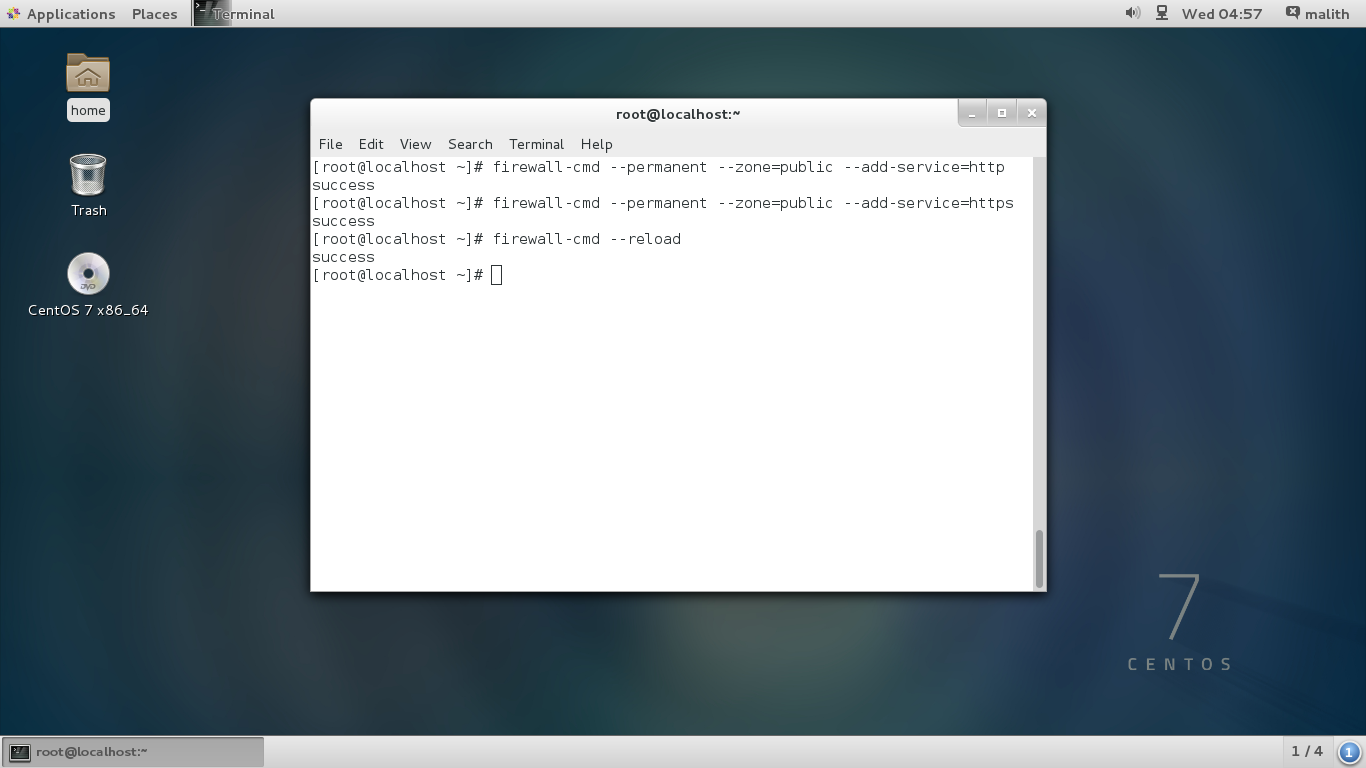 Applications Places Terminal Wed 04:57 malith
home
Trash
DVD
CentOS 7 x86_64
root@localhost:~
File Edit View Search Terminal Help
[root@localhost ~]# firewall-cmd --permanent --zone=public --add-service=http
success
[root@localhost ~]# firewall-cmd --permanent --zone=public --add-service=https
success
[root@localhost ~]# firewall-cmd --reload
success
[root@localhost ~]#
7
CENTOS
root@localhost:~ 1 / 4 1